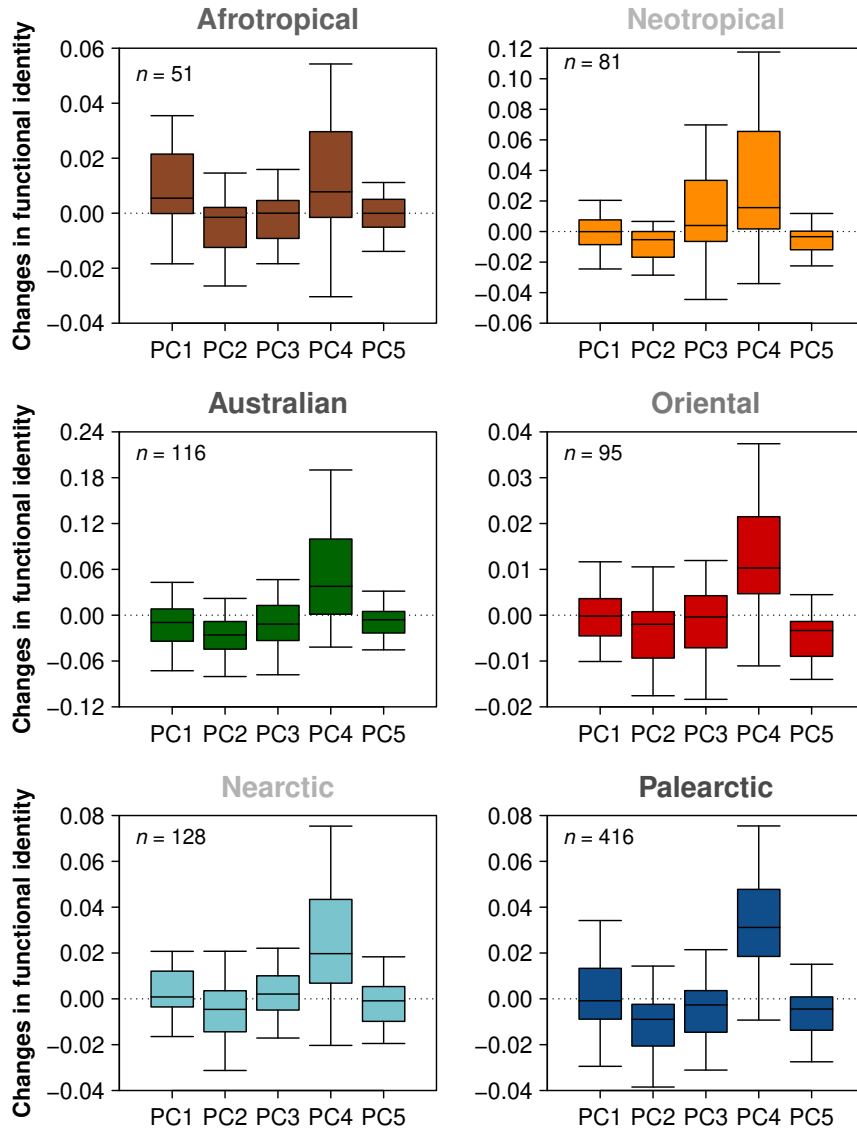 Afrotropical
Changes in functional identity
0.06
0.04
0.02
0.00
−0.02
−0.04
n = 51
PC1 PC2 PC3 PC4 PC5
Neotropical
0.12
0.10
0.08
0.06
0.04
0.02
0.00
−0.02
−0.04
−0.06
n = 81
PC1 PC2 PC3 PC4 PC5
Australian
Changes in functional identity
0.24
0.18
0.12
0.06
0.00
−0.06
−0.12
n = 116
PC1 PC2 PC3 PC4 PC5
Oriental
0.04
0.03
0.02
0.01
0.00
−0.01
−0.02
n = 95
PC1 PC2 PC3 PC4 PC5
Nearctic
Changes in functional identity
0.08
0.06
0.04
0.02
0.00
−0.02
−0.04
n = 128
PC1 PC2 PC3 PC4 PC5
Palearctic
0.08
0.06
0.04
0.02
0.00
−0.02
−0.04
n = 416
PC1 PC2 PC3 PC4 PC5